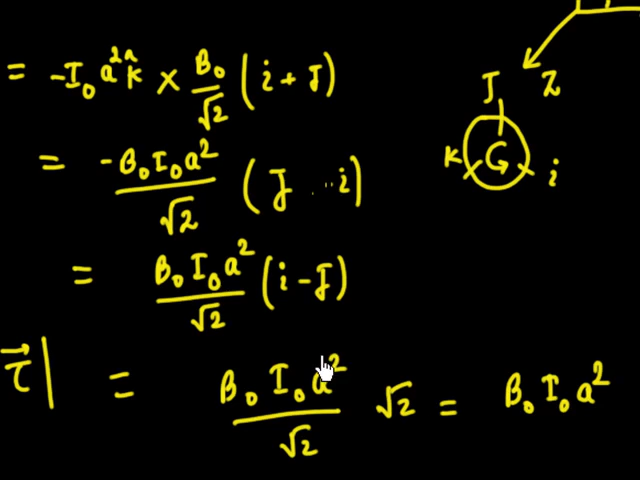 = -I₀a²k̂ × B₀/√2 (i + J)
= -B₀I₀a²/√2 (J - i)
= B₀I₀a²/√2 (i - J)
|τ⃗| = B₀I₀a²/√2 √2 = B₀I₀a²
Z
J
K
i